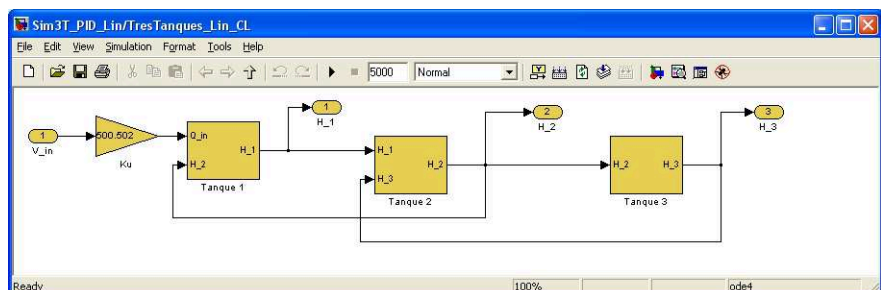 Sim3T_PID_Lin/TresTanques_Lin_CL
File Edit View Simulation Format Tools Help
5000 Normal
1
H_1
2
H_2
3
H_3
1
V_in
500.502
Ku
Q_in
H_2
H_1
Tanque 1
H_1
H_3
H_2
Tanque 2
H_2
H_3
Tanque 3
Ready 100% ode4